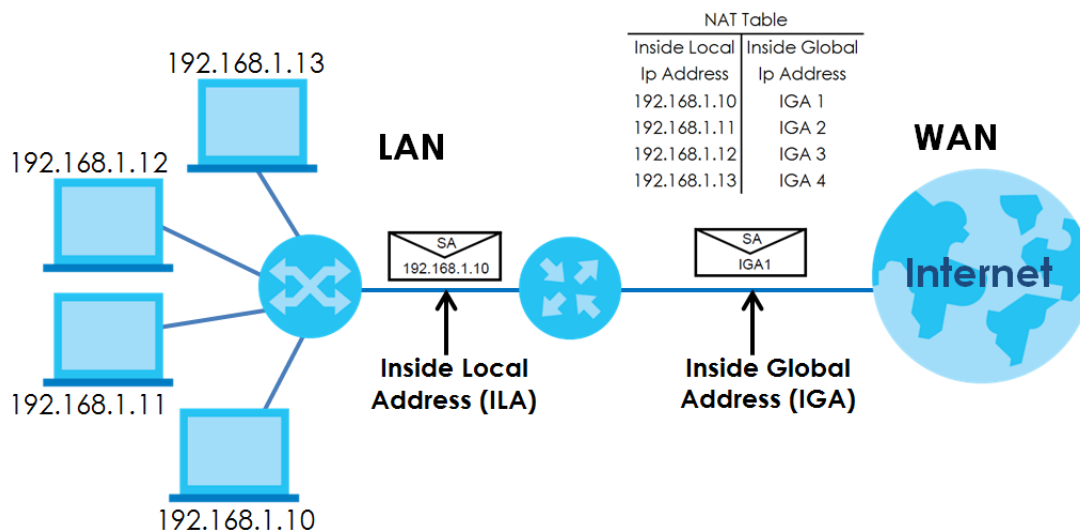 NAT Table
Inside Local Inside Global
Ip Address Ip Address
192.168.1.10 IGA 1
192.168.1.11 IGA 2
192.168.1.12 IGA 3
192.168.1.13 IGA 4
192.168.1.13
LAN
WAN
192.168.1.12
SA
192.168.1.10
SA
IGA1
Internet
Inside Local
Address (ILA)
Inside Global
Address (IGA)
192.168.1.11
192.168.1.10